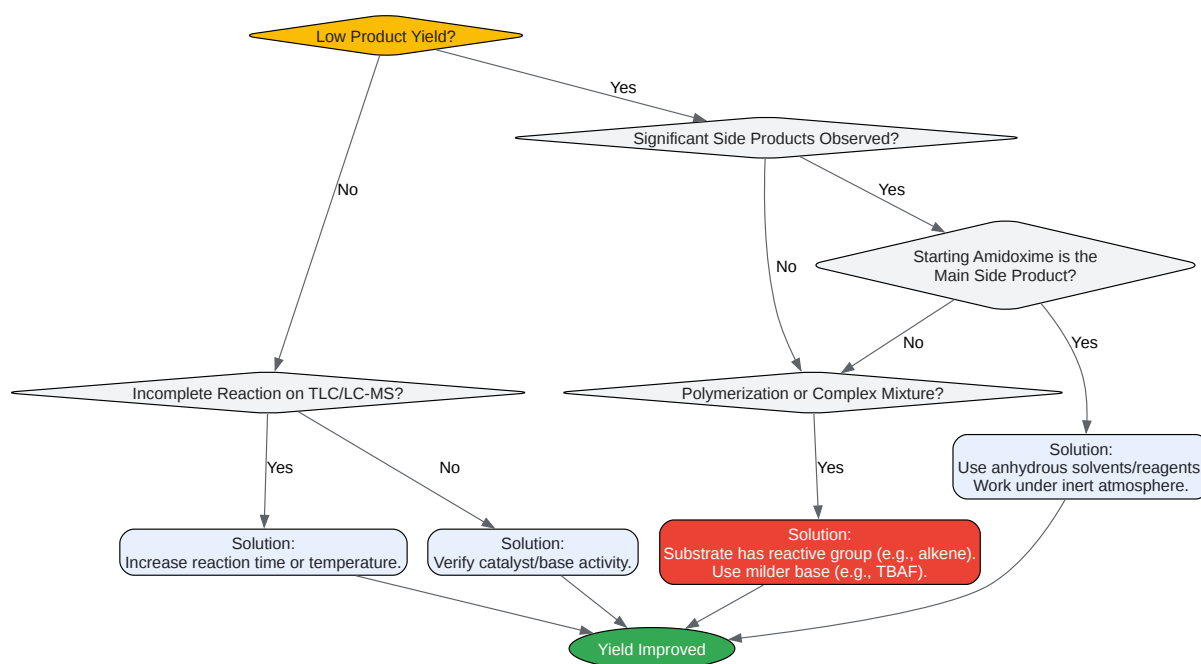 Low Product Yield?
Yes
Significant Side Products Observed?
No
Yes
Starting Amidoxime is the
Main Side Product?
No
No
Yes
Incomplete Reaction on TLC/LC-MS?
Polymerization or Complex Mixture?
Yes
No
Yes
Solution:
Use anhydrous solvents/reagents
Work under inert atmosphere.
Solution:
Increase reaction time or temperature.
Solution:
Verify catalyst/base activity.
Solution:
Substrate has reactive group (e.g., alkene).
Use milder base (e.g., TBAF).
Yield Improved